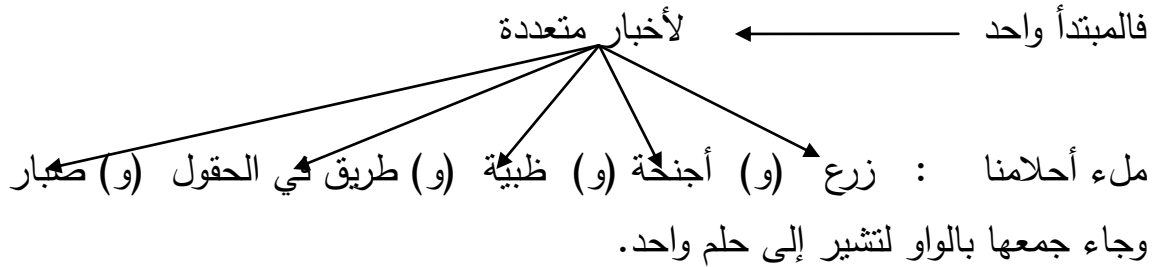 فالمبتدأ واحد لأخبار متعددة
ملء أحلامنا : زرع (و) أجنحة (و) ظبية (و) طريق في الحقول (و) صبار
وجاء جمعها بالواو لتشير إلى حلم واحد.